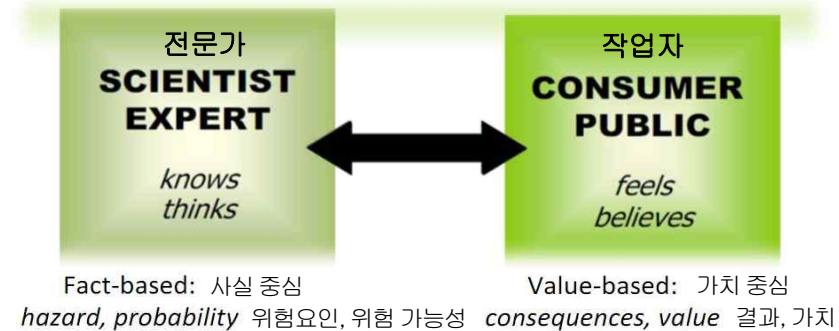 전문가
SCIENTIST
EXPERT
knows
thinks
Fact-based: 사실 중심
hazard, probability 위험요인, 위험 가능성
작업자
CONSUMER
PUBLIC
feels
believes
Value-based: 가치 중심
consequences, value 결과, 가치